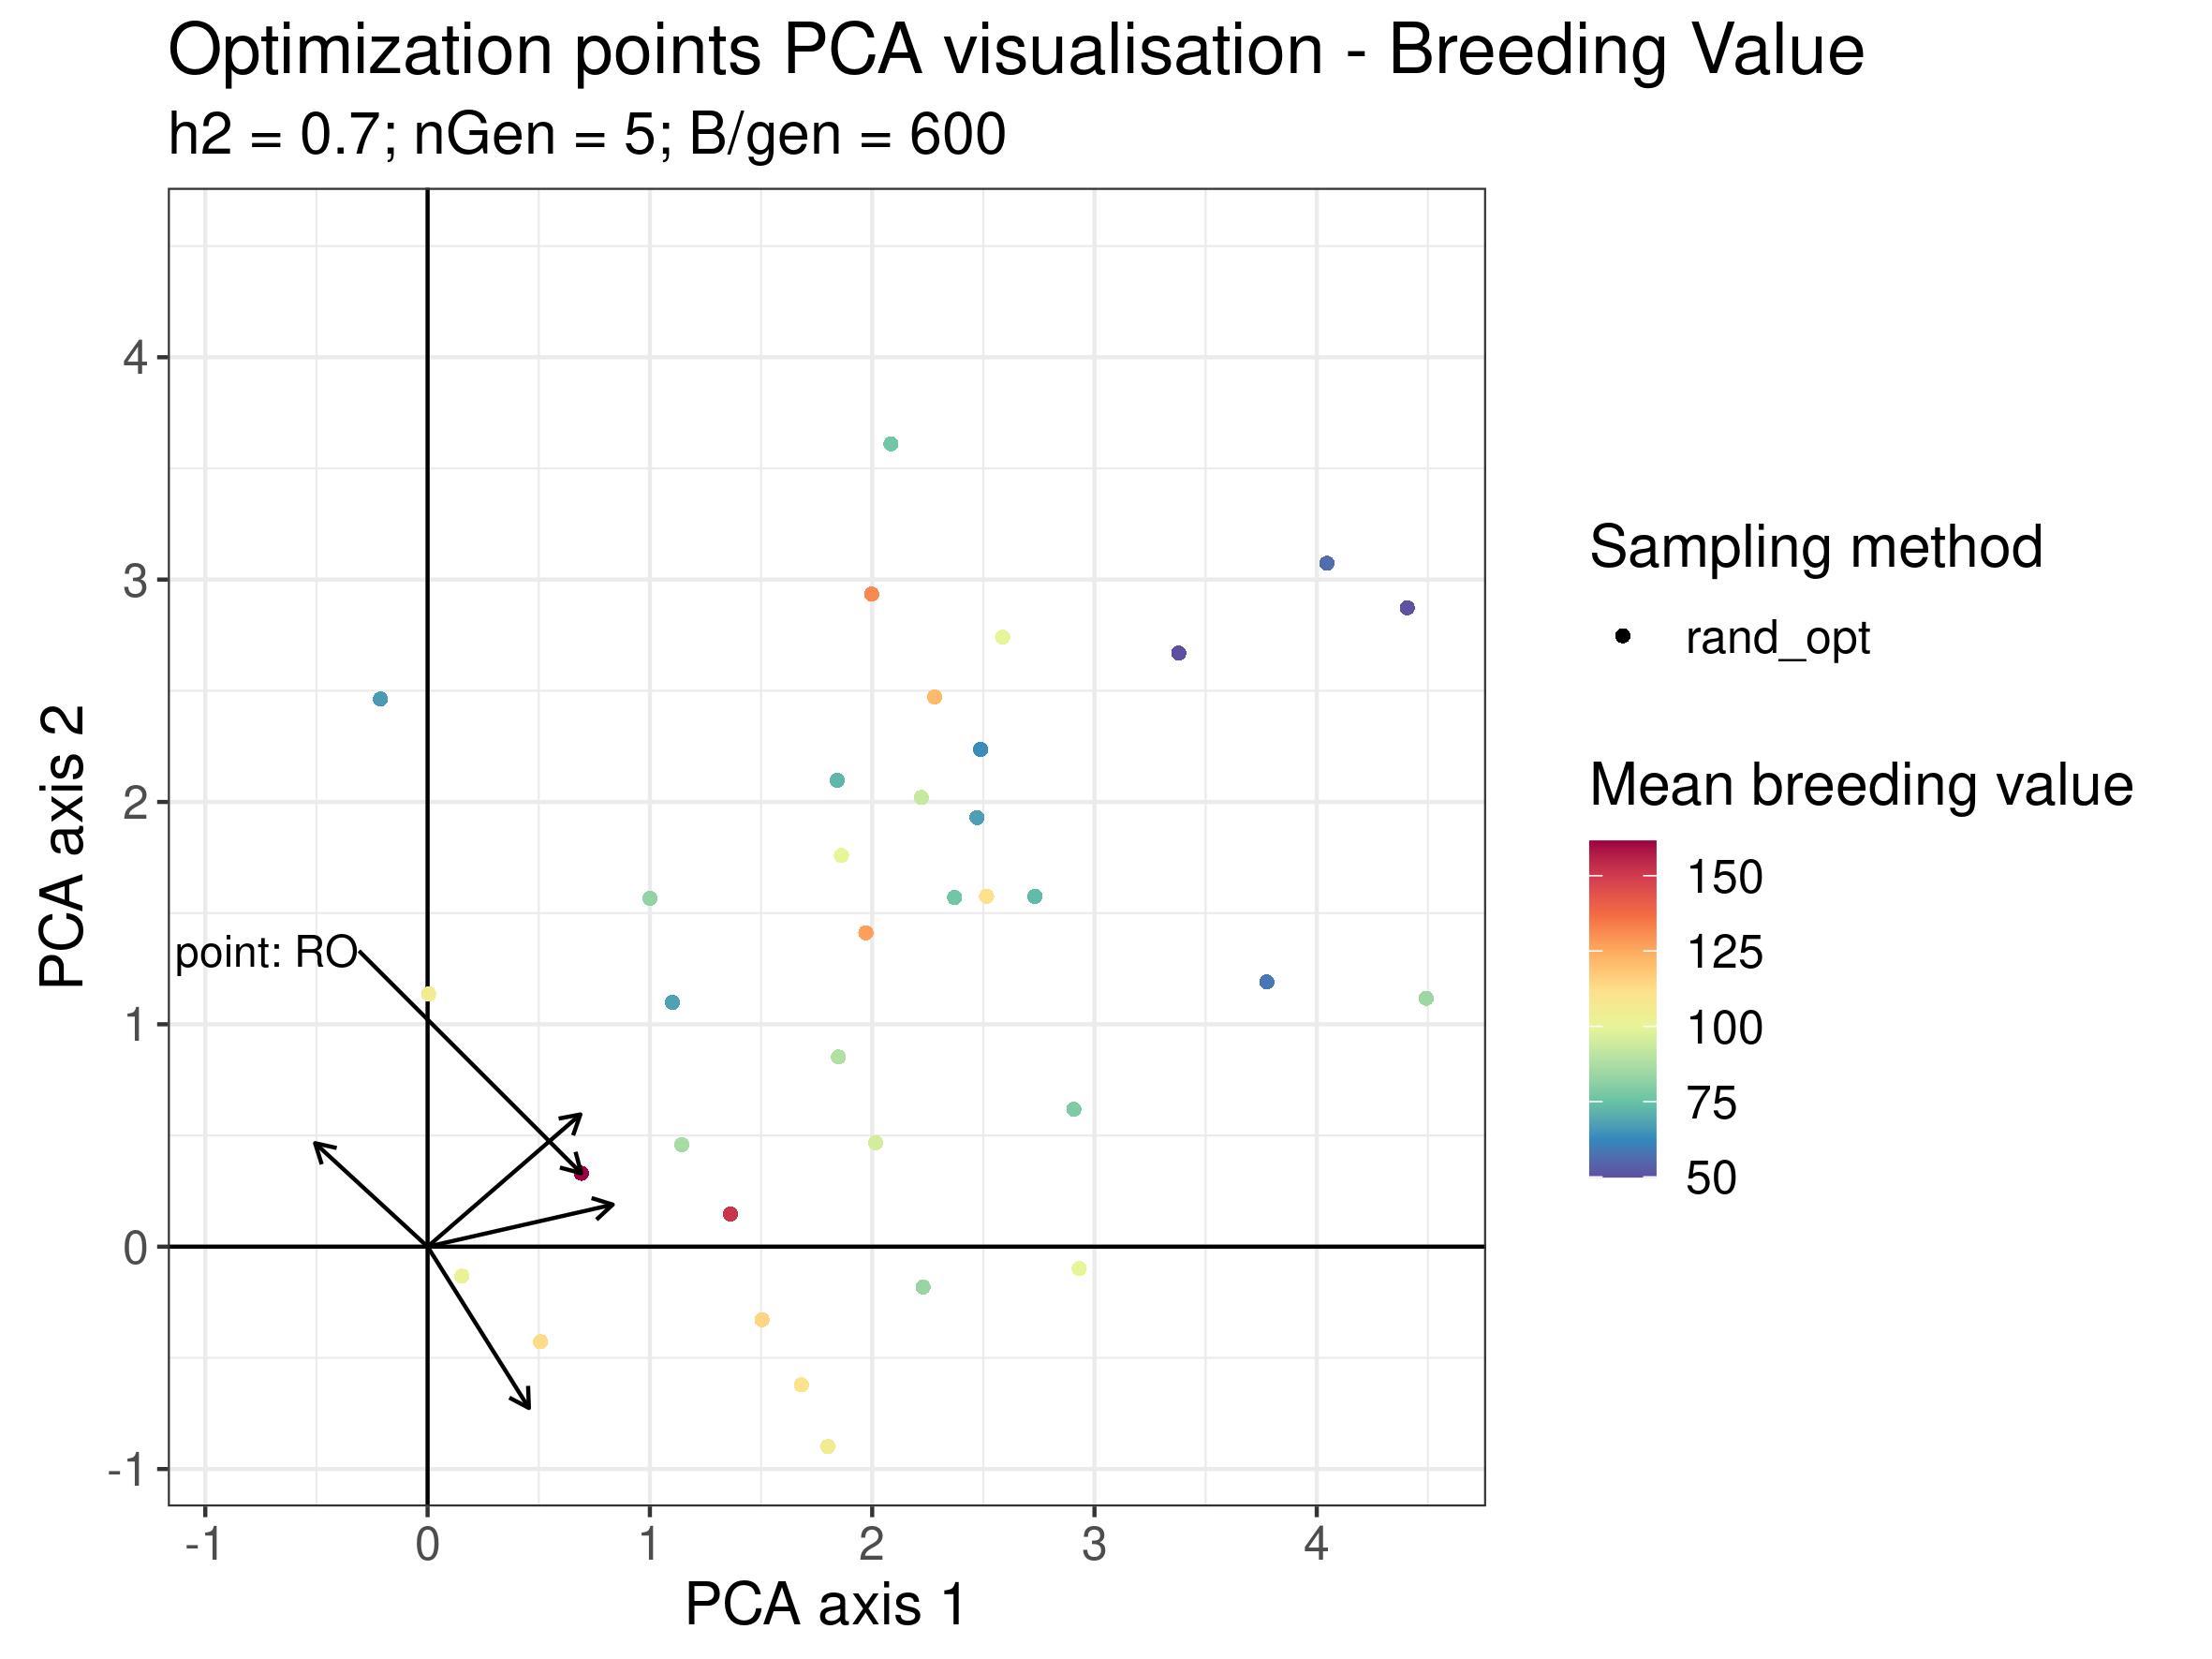 Optimization points PCA visualisation - Breeding Value
h2 = 0.7; nGen = 5; B/gen = 600
PCA axis 2
4
3
2
1
0
-1
point: RO
-1
0
1
2
3
4
PCA axis 1
Sampling method
rand_opt
Mean breeding value
150
125
100
75
50